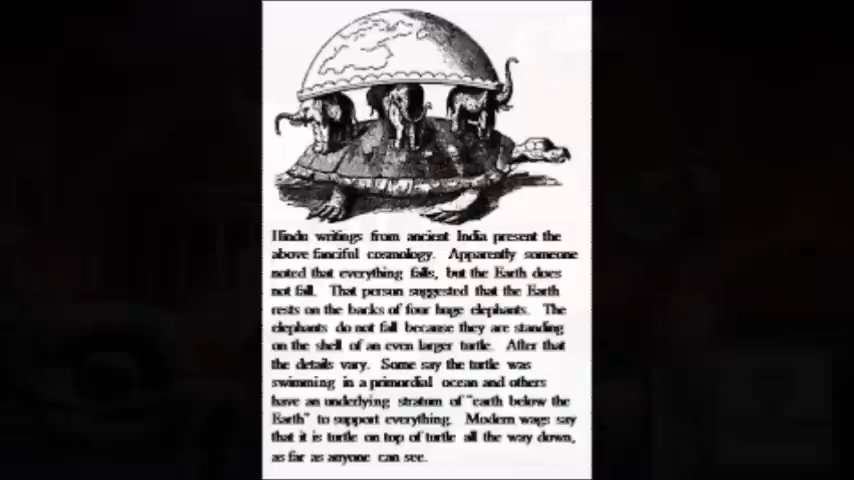 Hindu writings from ancient India present the
above fanciful cosmology. Apparently someone
noted that everything falls, but the Earth does
not fall. That person suggested that the Earth
rests on the backs of four huge elephants. The
elephants do not fall because they are standing
on the shell of an even larger turtle. After that
the details vary. Some say the turtle was
swimming in a primordial ocean and others
have an underlying stratum of "earth below the
Earth" to support everything. Modern wags say
that it is turtle on top of turtle all the way down,
as far as anyone can see.